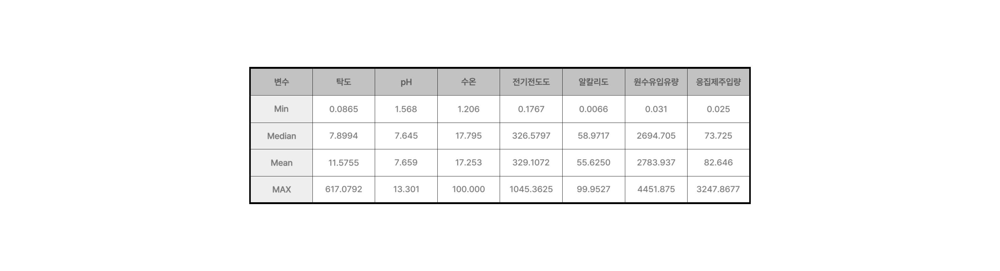 변수 탁도 pH 수온 전기전도도 알칼리도 원수유입유량 응집제주입량
Min 0.0865 1.568 1.206 0.1767 0.0066 0.031 0.025
Median 7.8994 7.645 17.795 326.5797 58.9717 2694.705 73.725
Mean 11.5755 7.659 17.253 329.1072 55.6250 2783.937 82.646
MAX 617.0792 13.301 100.000 1045.3625 99.9527 4451.875 3247.8677